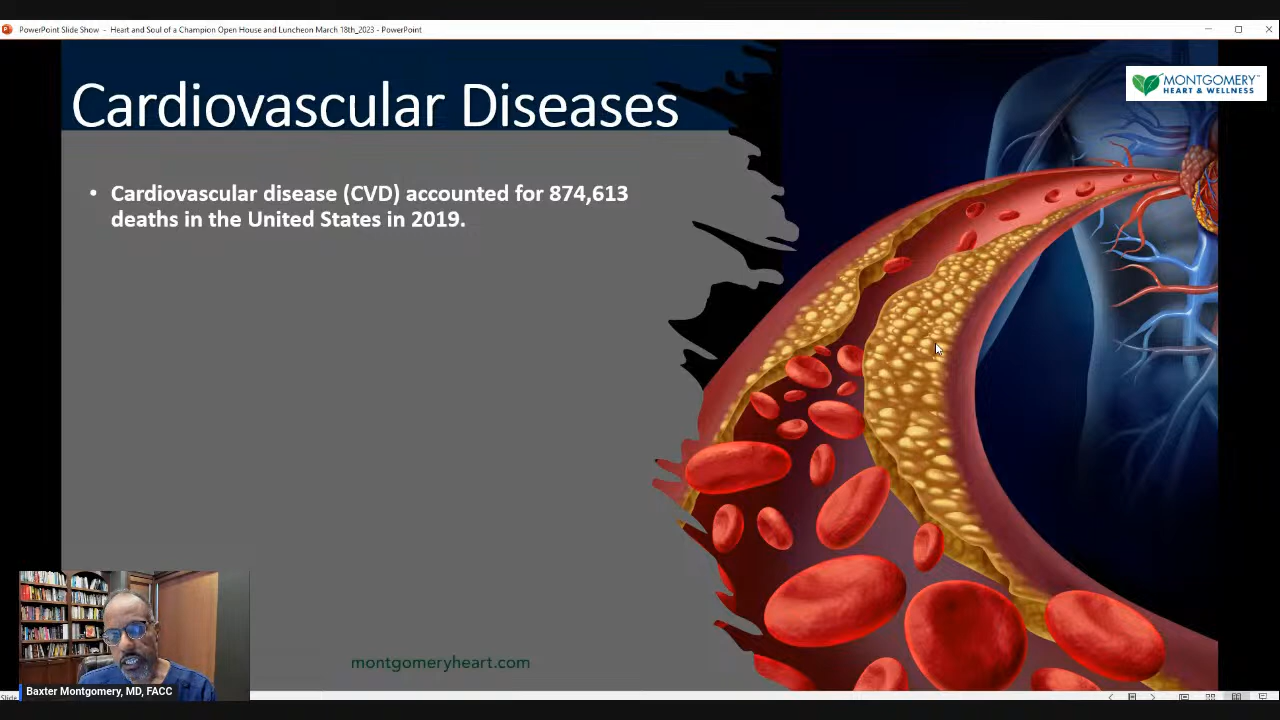 PowerPoint Slide Show - Heart and Soul of a Champion Open House and Luncheon March 18th_2023 - PowerPoint
MONTGOMERY™
HEART & WELLNESS
Cardiovascular Diseases
• Cardiovascular disease (CVD) accounted for 874,613
deaths in the United States in 2019.
montgomeryheart.com
Baxter Montgomery, MD, FACC
Slide